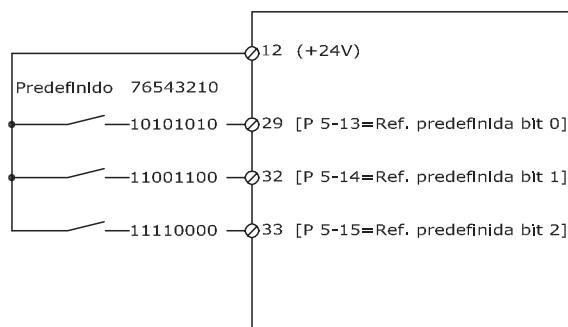 12 (+24V)
Predefinido 76543210
10101010 29 [P 5-13=Ref. predefinida bit 0]
11001100 32 [P 5-14=Ref. predefinida bit 1]
11110000 33 [P 5-15=Ref. predefinida bit 2]